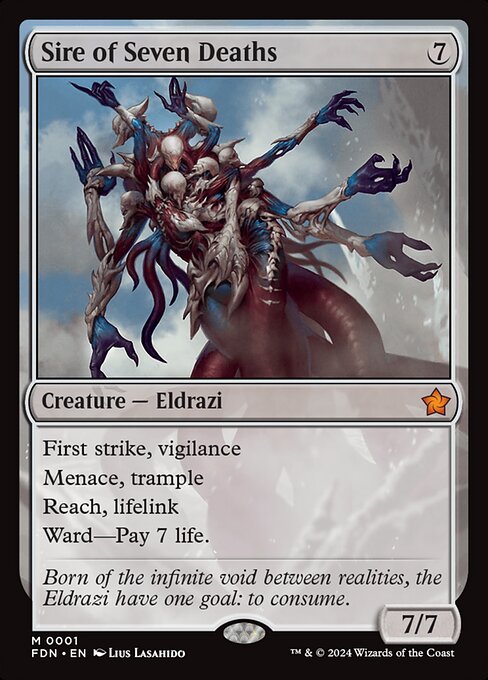 Sire of Seven Deaths 7
Creature — Eldrazi
First strike, vigilance
Menace, trample
Reach, lifelink
Ward—Pay 7 life.
Born of the infinite void between realities, the
Eldrazi have one goal: to consume.
7/7
M 0001
FDN • EN Lius Lasahido
™ & © 2024 Wizards of the Coast